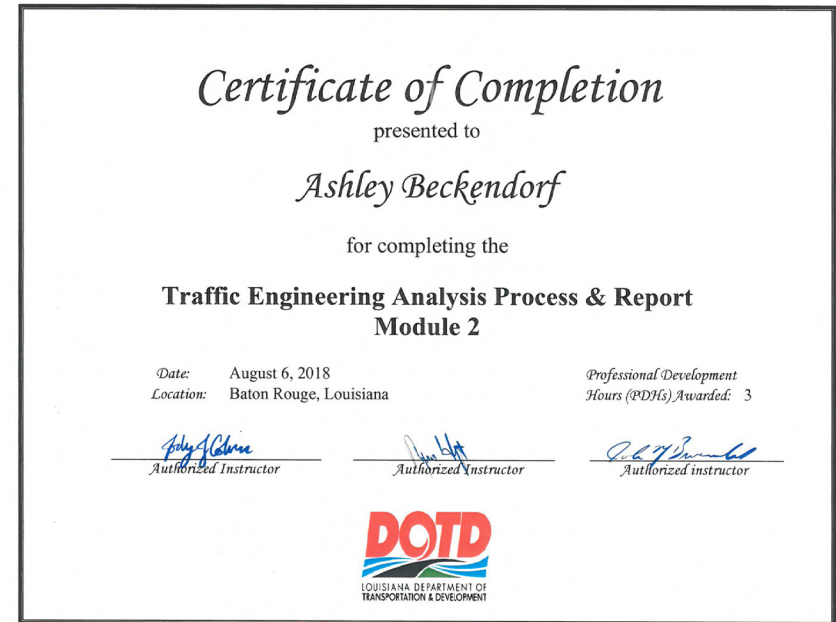 Certificate of Completion
presented to
Ashley Beckendorf
for completing the
Traffic Engineering Analysis Process & Report
Module 2
Date: August 6, 2018
Location: Baton Rouge, Louisiana
Professional Development
Hours (PDHs) Awarded: 3
Authorized Instructor
Authorized Instructor
Authorized instructor
DOTD
LOUISIANA DEPARTMENT OF
TRANSPORTATION & DEVELOPMENT